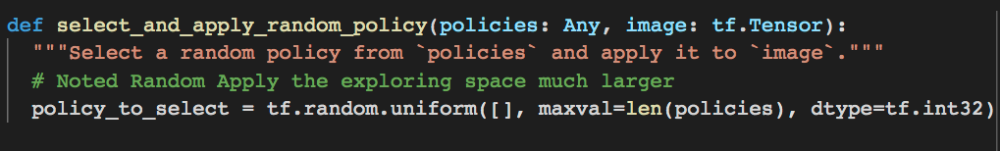 def select_and_apply_random_policy(policies: Any, image: tf.Tensor):
"""Select a random policy from `policies` and apply it to `image`."""
# Noted Random Apply the exploring space much larger
policy_to_select = tf.random.uniform([], maxval=len(policies), dtype=tf.int32)